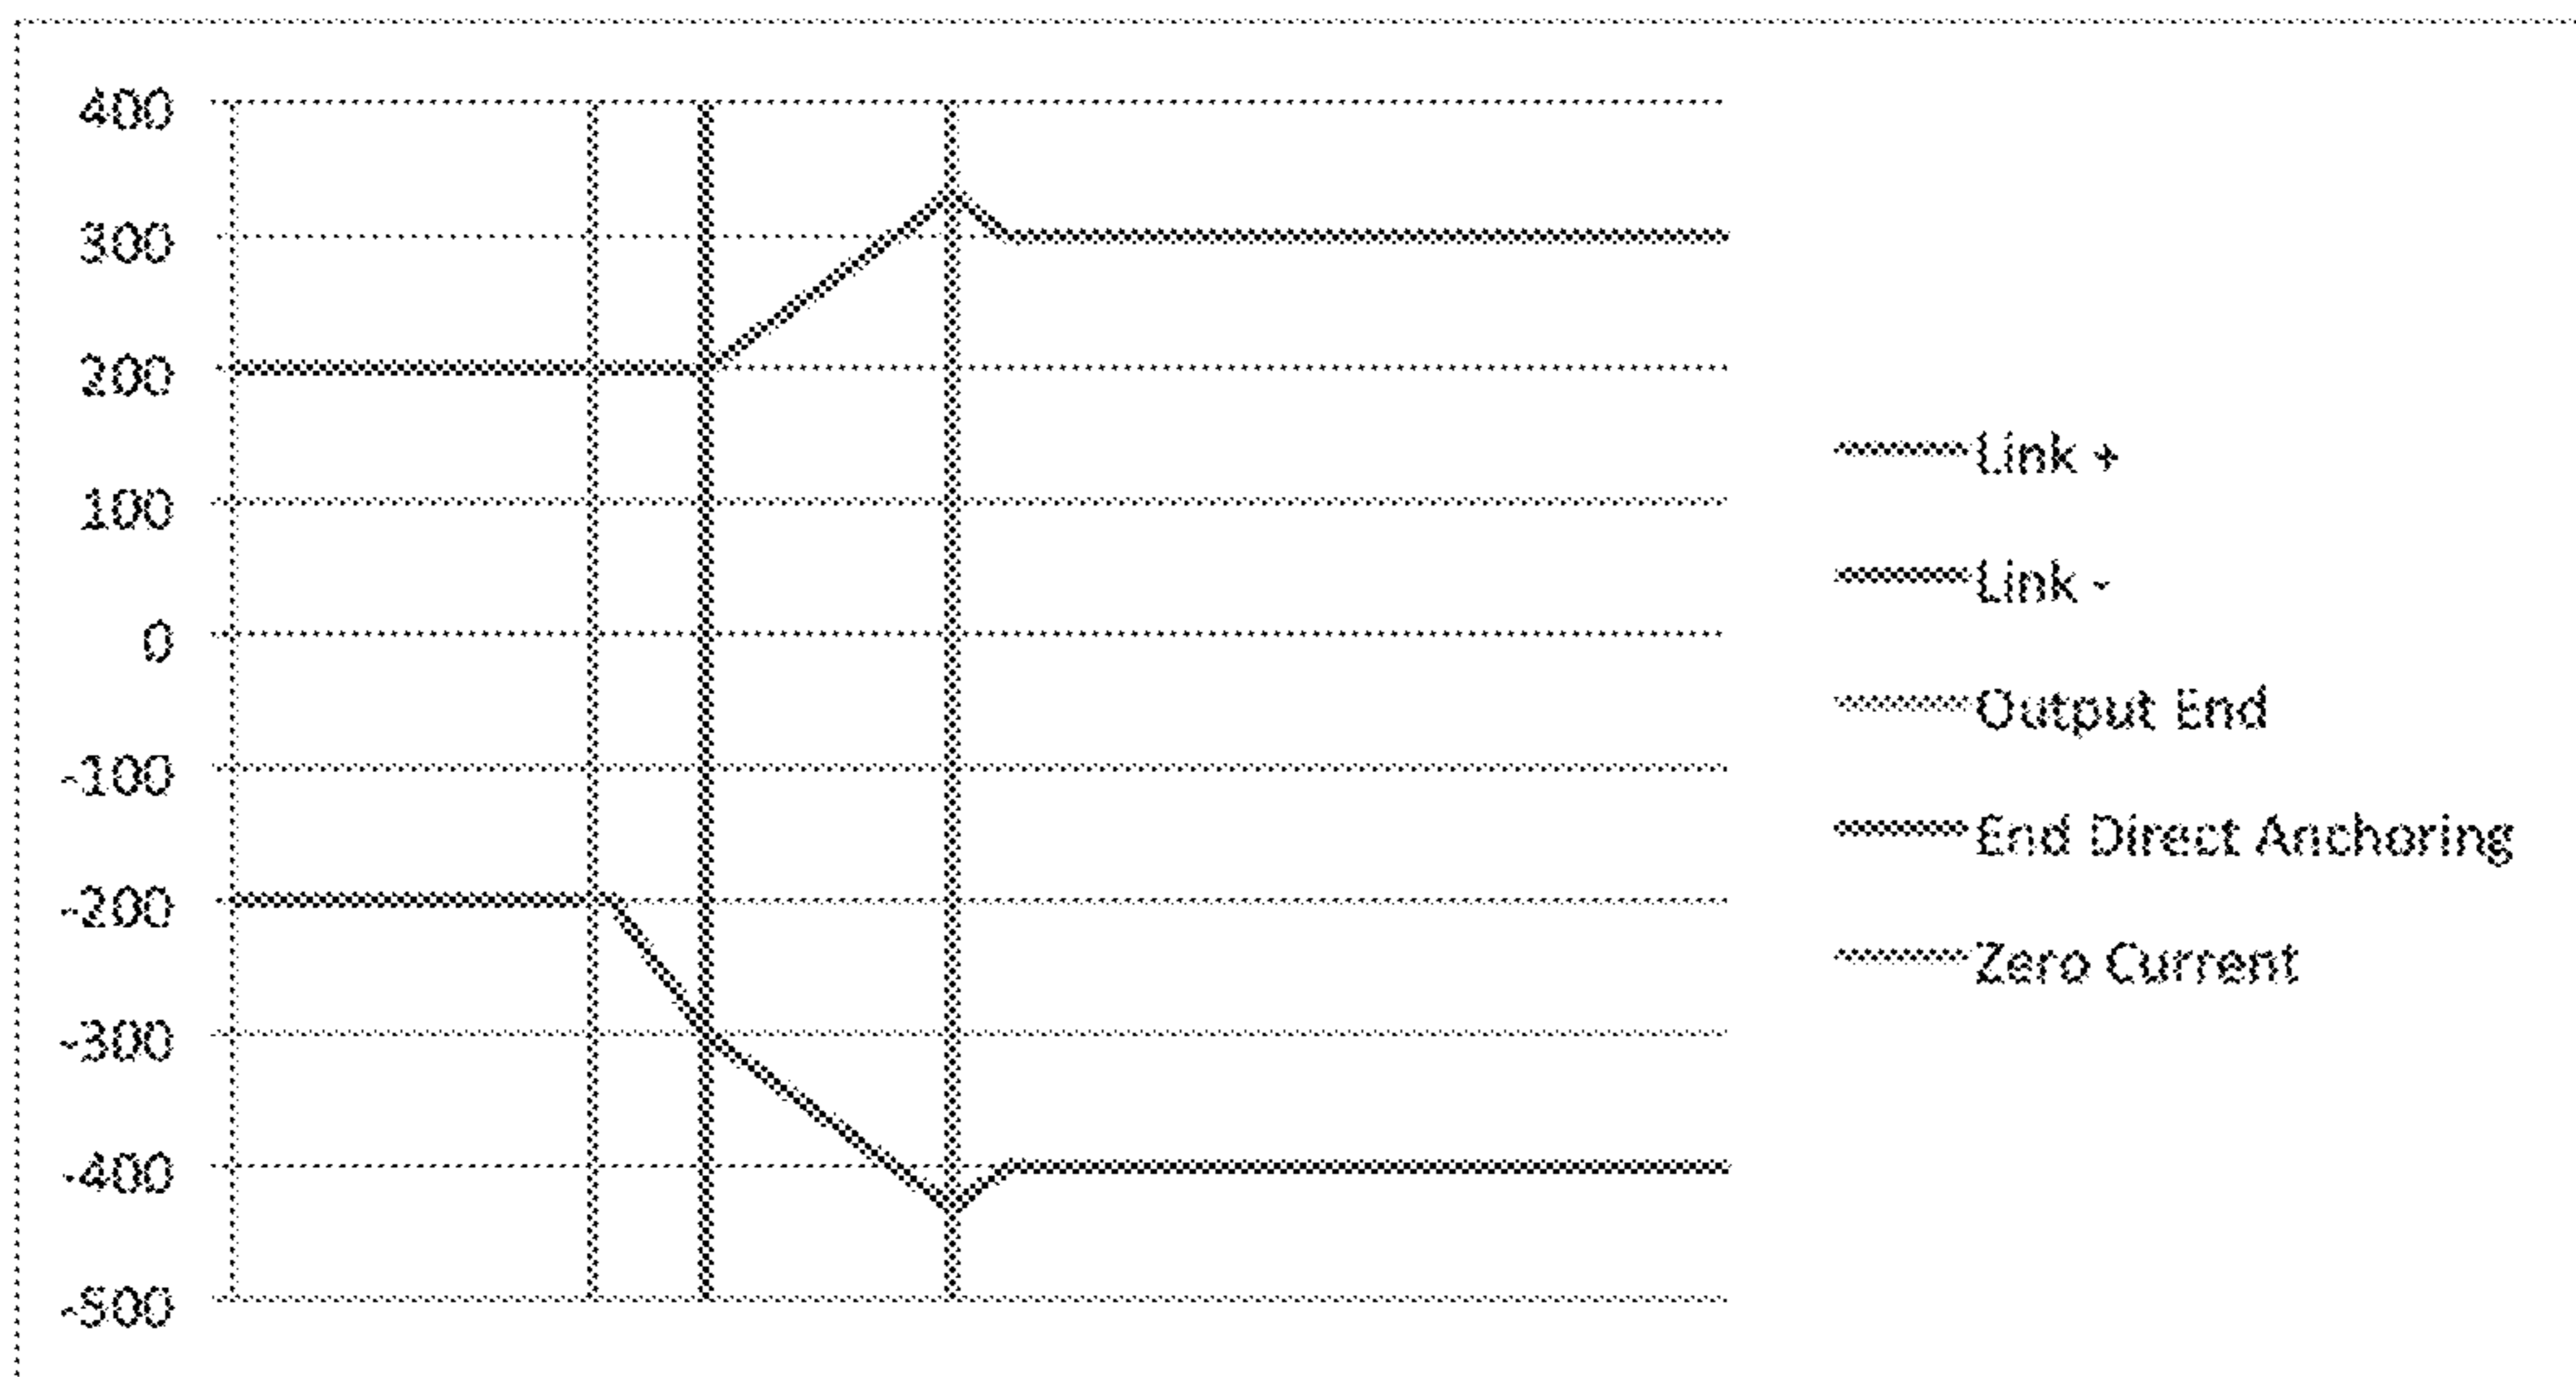 400
300
200
100
0
-100
-200
-300
-400
-500
Link +
Link -
Output End
End Direct Anchoring
Zero Current